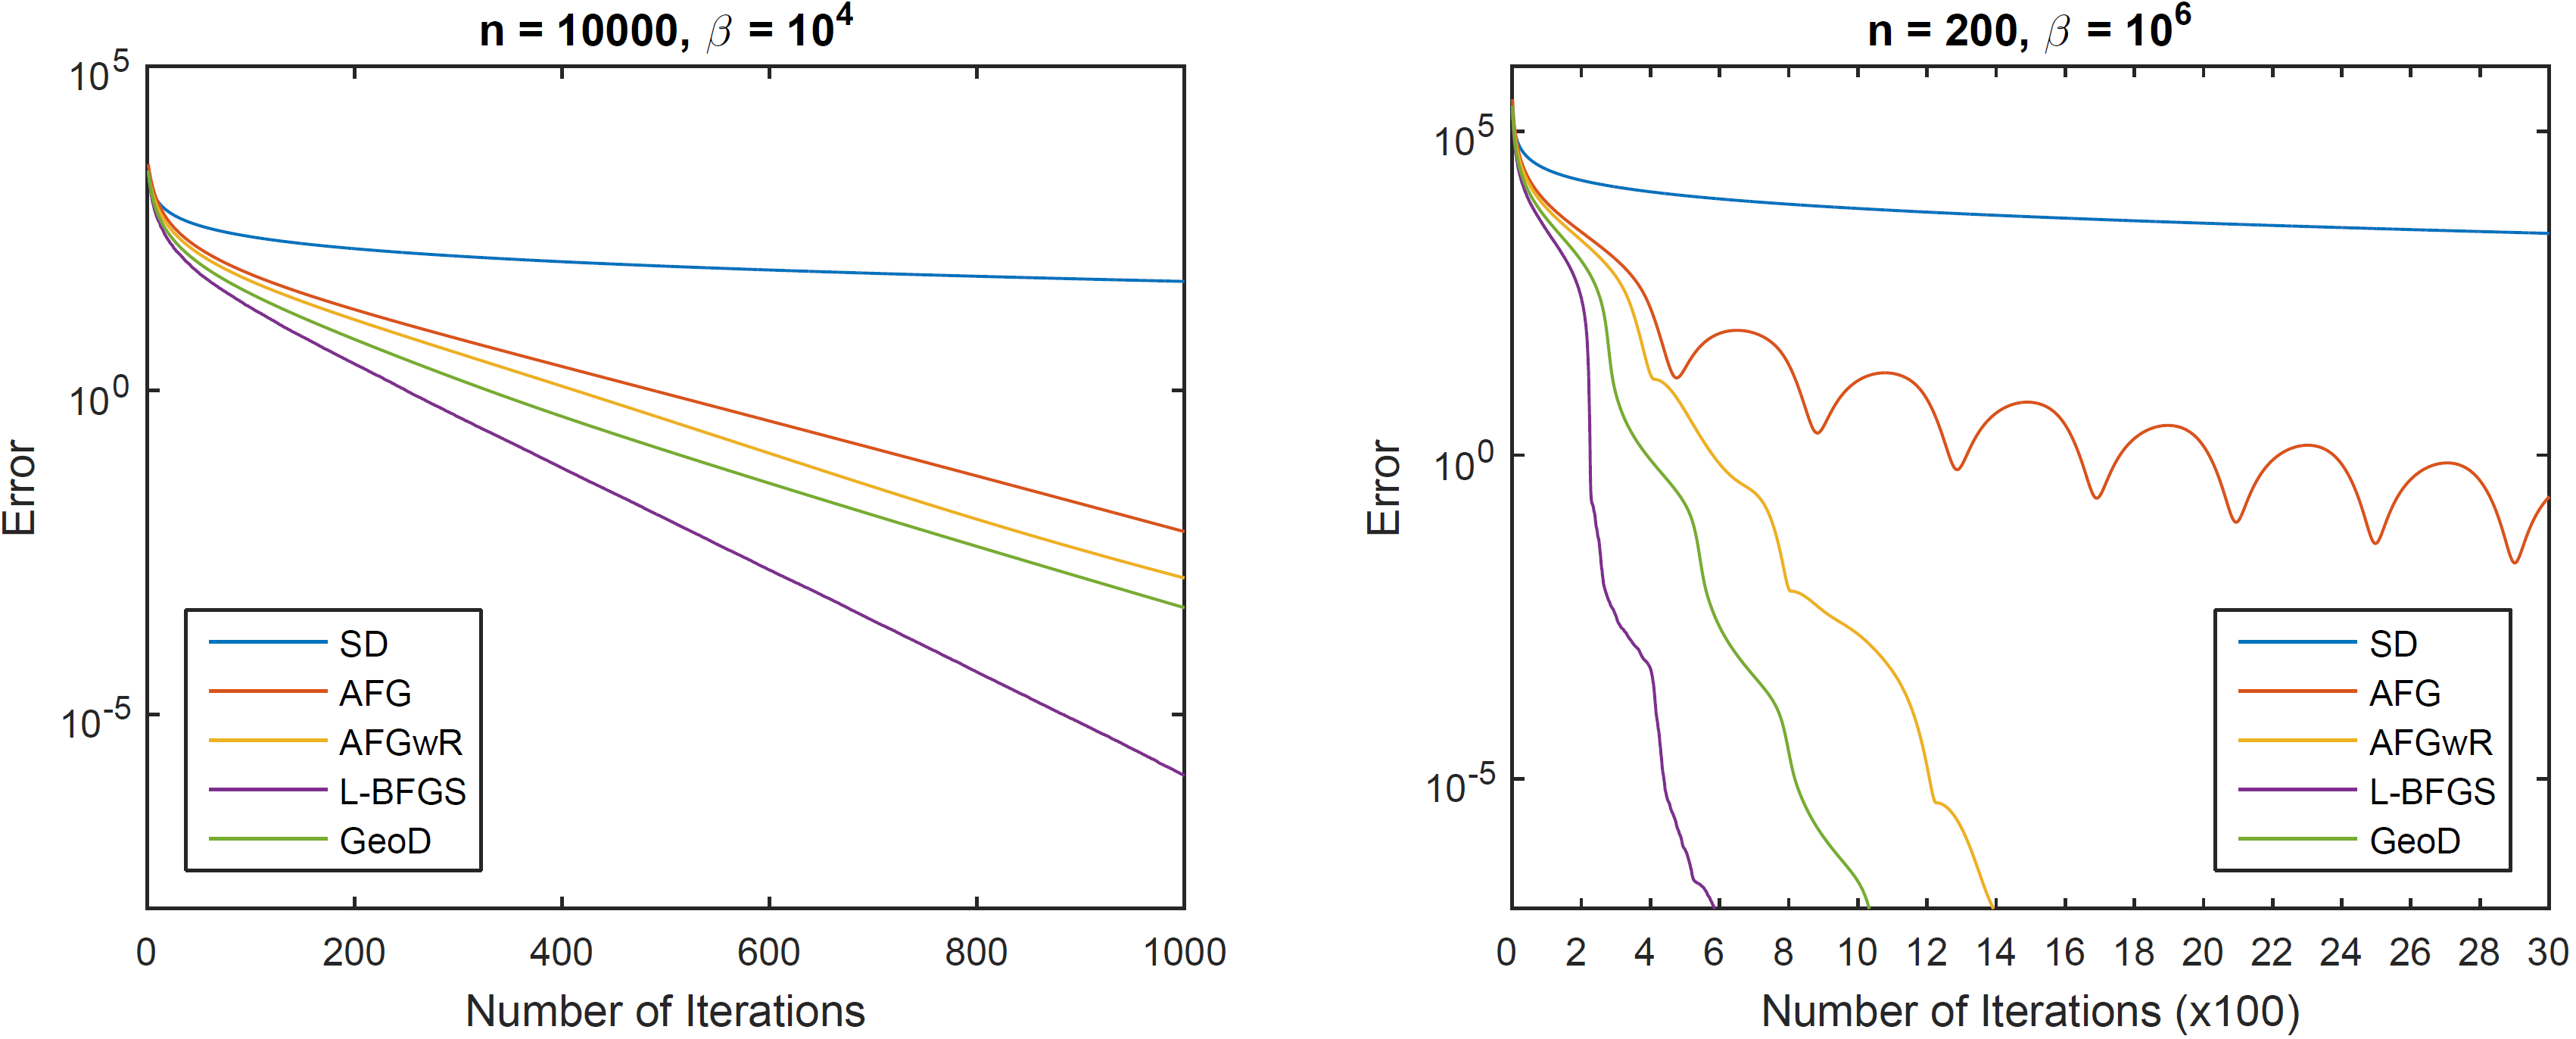 n = 10000, β = 10^4
10^5
10^0
10^-5
Error
SD
AFG
AFGwR
L-BFGS
GeoD
0 200 400 600 800 1000
Number of Iterations
n = 200, β = 10^6
10^5
10^0
10^-5
Error
SD
AFG
AFGwR
L-BFGS
GeoD
0 2 4 6 8 10 12 14 16 18 20 22 24 26 28 30
Number of Iterations (x100)